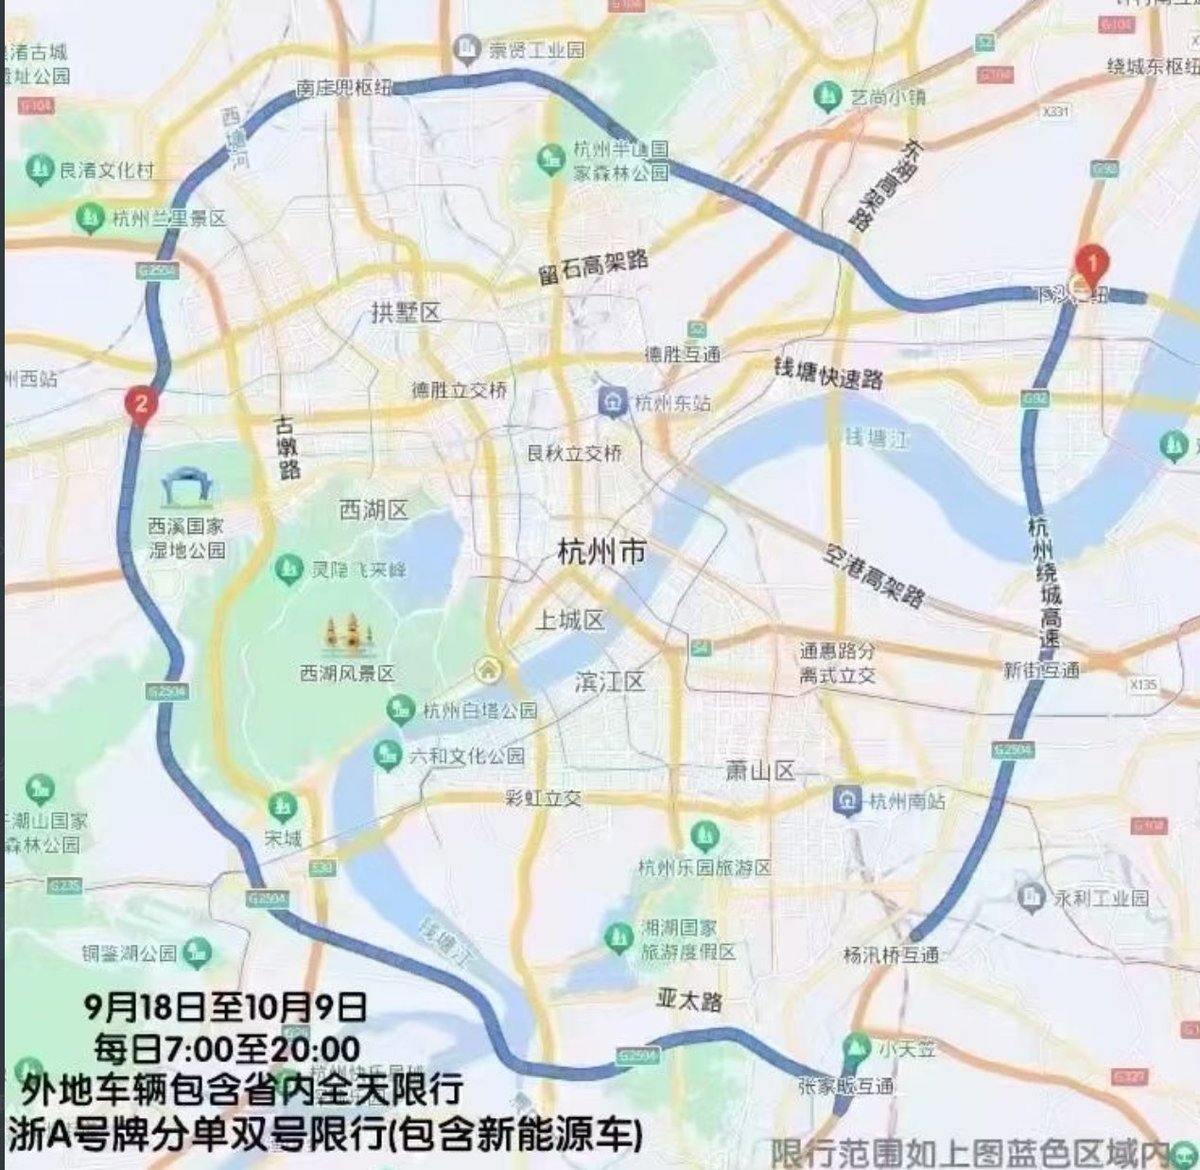 G104
崇贤工业园
S2
G104
渚古城
遗址公园
G104
绕城东枢纽
G104
南庄兜枢纽
艺尚小镇
X331
西塘河
杭州半山国
家森林公园
东湖高架路
良渚文化村
G92
杭州兰里景区
留石高架路
G2504
1
下沙枢纽
拱墅区
S2
德胜互通
钱塘快速路
州西站
德胜立交桥
杭州东站
G92
2
古墩路
钱塘江
艮秋立交桥
西湖区
西溪国家
湿地公园
杭州市
杭州绕城高速
灵隐飞来峰
空港高架路
上城区
S4
通惠路分
离式立交
新街互通
西湖风景区
滨江区
X135
G2504
杭州白塔公园
G2504
六和文化公园
萧山区
彩虹立交
杭州南站
潮山国家
森林公园
宋城
G104
杭州乐园旅游区
G235
G2504
永利工业园
湘湖国家
旅游度假区
钱塘江
铜鉴湖公园
杨汛桥互通
亚太路
9月18日至10月9日
每日7:00至20:00
G2504
小天竺
张家畈互通
外地车辆包含省内全天限行
浙A号牌分单双号限行(包含新能源车)
限行范围如上图蓝色区域内